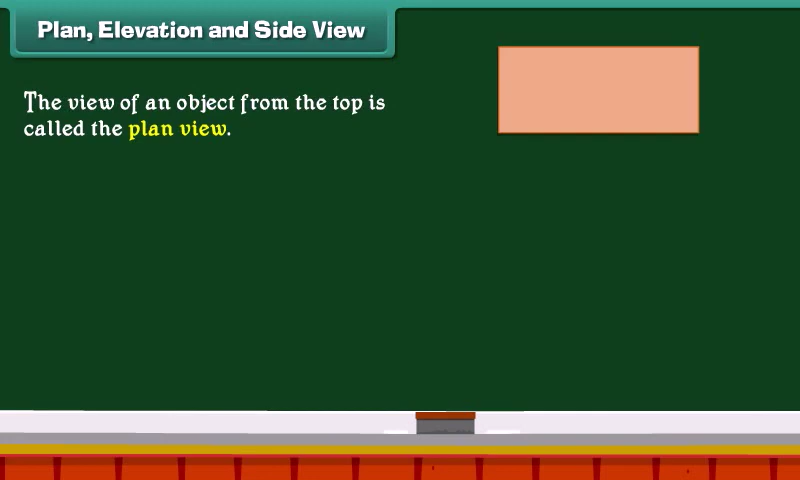 Plan, Elevation and Side View
The view of an object from the top is
called the plan view.